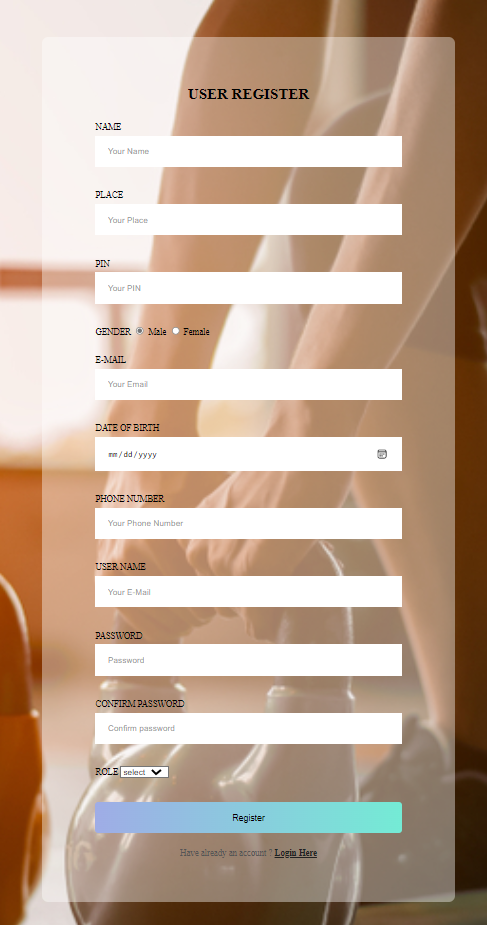 USER REGISTER
NAME
Your Name
PLACE
Your Place
PIN
Your PIN
GENDER Male Female
E-MAIL
Your Email
DATE OF BIRTH
mm/dd/yyyy
PHONE NUMBER
Your Phone Number
USER NAME
Your E-Mail
PASSWORD
Password
CONFIRM PASSWORD
Confirm password
ROLE select
Register
Have already an account ? Login Here